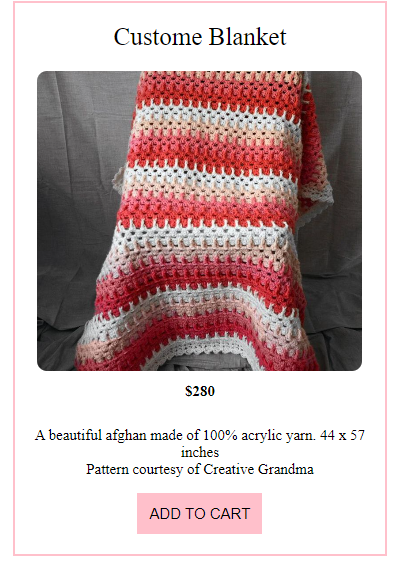 Custome Blanket
$280
A beautiful afghan made of 100% acrylic yarn. 44 x 57
inches
Pattern courtesy of Creative Grandma
ADD TO CART